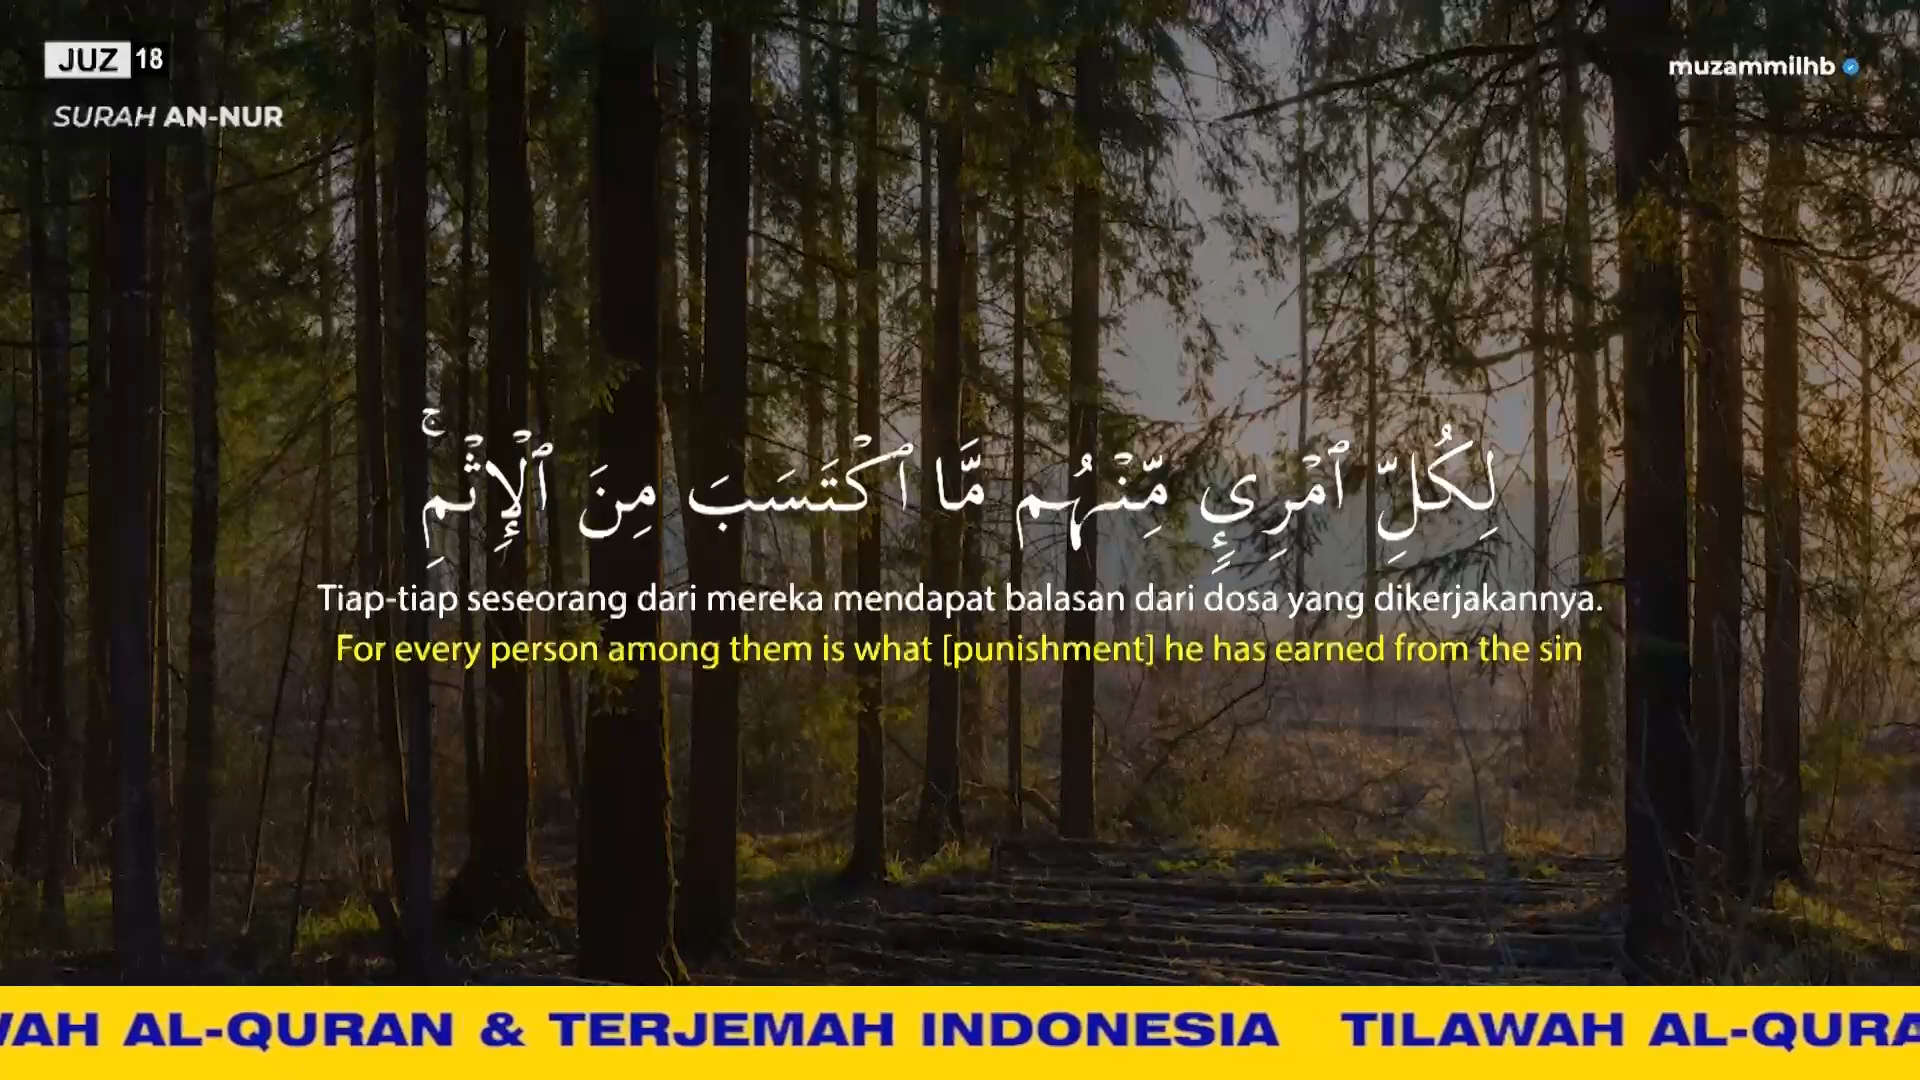 JUZ 18
muzammilhb
SURAH AN-NUR
لِكُلِّ ٱمْرِئٍ مِّنْهُم مَّا ٱكْتَسَبَ مِنَ ٱلْإِثْمِ ۚ
Tiap-tiap seseorang dari mereka mendapat balasan dari dosa yang dikerjakannya.
For every person among them is what [punishment] he has earned from the sin
WAH AL-QURAN & TERJEMAH INDONESIA TILAWAH AL-QURA